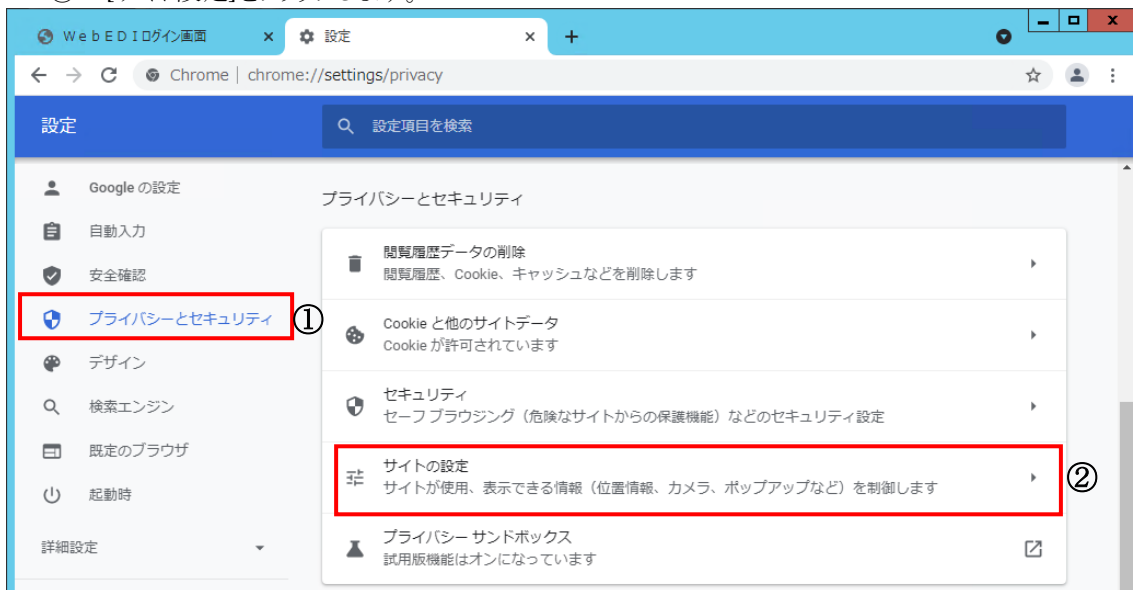 ＷｅｂＥＤＩログイン画面
設定
Chrome | chrome://settings/privacy
設定
設定項目を検索
Google の設定
自動入力
安全確認
プライバシーとセキュリティ
①
デザイン
検索エンジン
既定のブラウザ
起動時
詳細設定
プライバシーとセキュリティ
閲覧履歴データの削除
閲覧履歴、Cookie、キャッシュなどを削除します
Cookie と他のサイトデータ
Cookie が許可されています
セキュリティ
セーフ ブラウジング（危険なサイトからの保護機能）などのセキュリティ設定
サイトの設定
サイトが使用、表示できる情報（位置情報、カメラ、ポップアップなど）を制御します
②
プライバシー サンドボックス
試用版機能はオンになっています